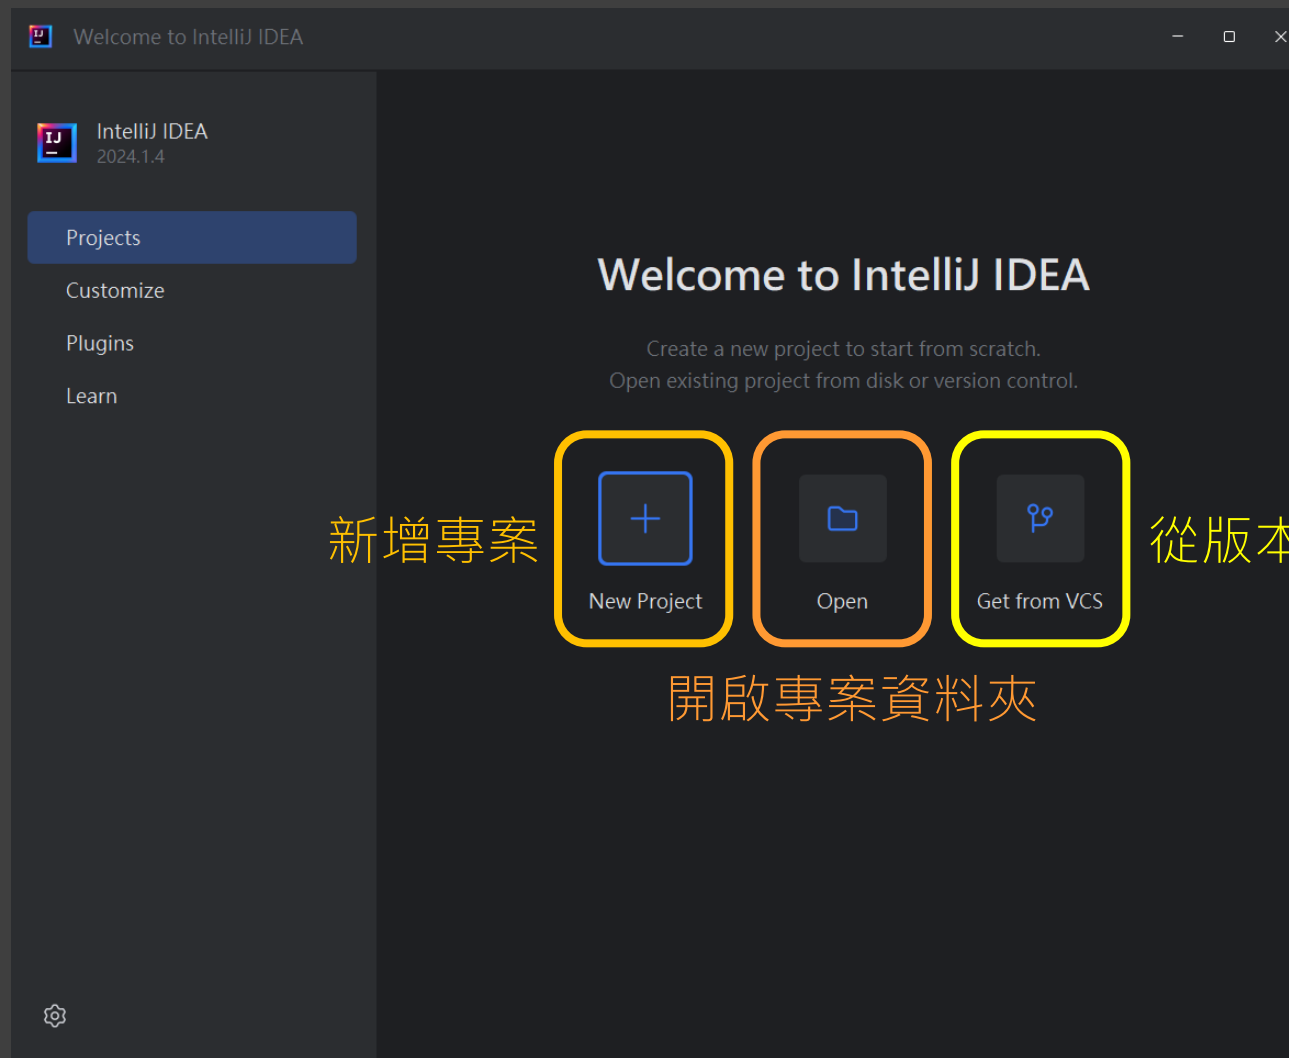 Welcome to IntelliJ IDEA
IntelliJ IDEA
2024.1.4
Projects
Customize
Plugins
Learn
Welcome to IntelliJ IDEA
Create a new project to start from scratch.
Open existing project from disk or version control.
新增專案
New Project
Open
Get from VCS
從版本
開啟專案資料夾